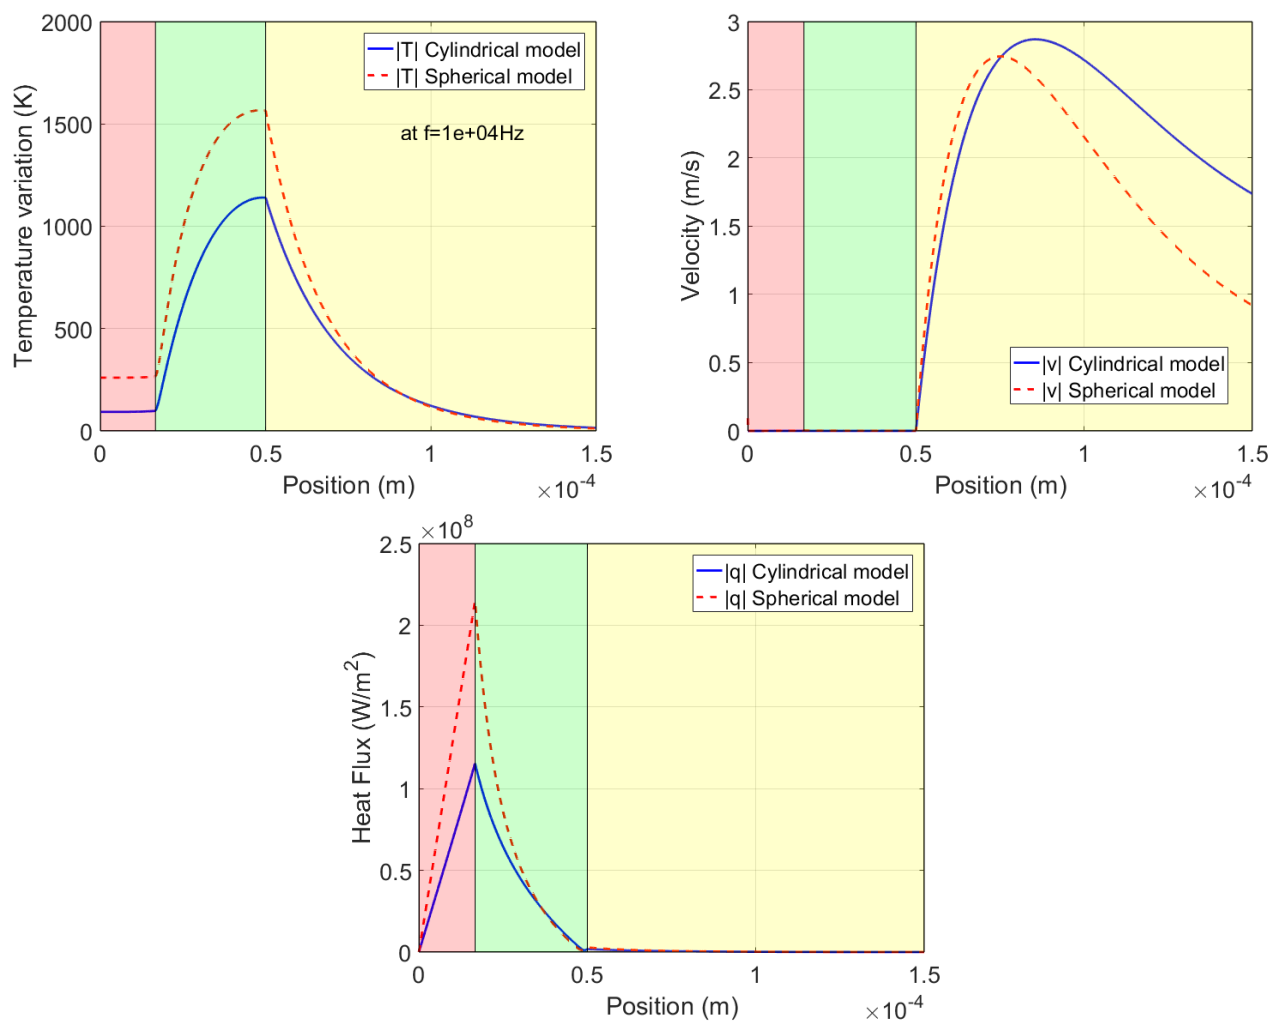 2000
1500
1000
500
0
Temperature variation (K)
|T| Cylindrical model
|T| Spherical model
at f=1e+04Hz
0
0.5
1
1.5
Position (m)
×10^-4
3
2.5
2
1.5
1
0.5
0
Velocity (m/s)
|v| Cylindrical model
|v| Spherical model
0
0.5
1
1.5
Position (m)
×10^-4
×10^8
2.5
2
1.5
1
0.5
0
Heat Flux (W/m^2)
|q| Cylindrical model
|q| Spherical model
0
0.5
1
1.5
Position (m)
×10^-4